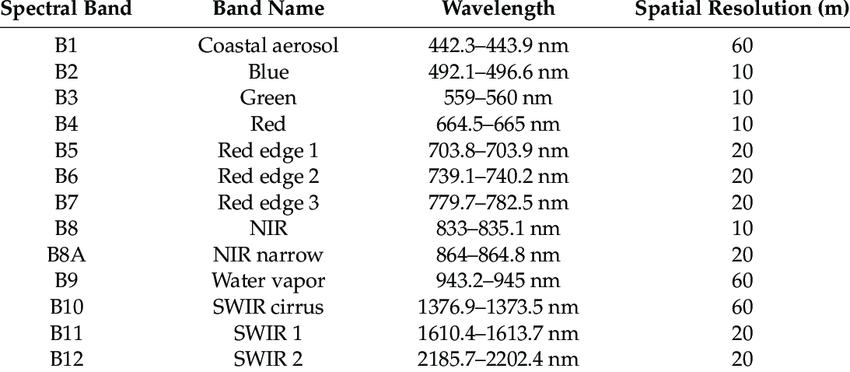 Spectral Band Band Name Wavelength Spatial Resolution (m)
B1 Coastal aerosol 442.3–443.9 nm 60
B2 Blue 492.1–496.6 nm 10
B3 Green 559–560 nm 10
B4 Red 664.5–665 nm 10
B5 Red edge 1 703.8–703.9 nm 20
B6 Red edge 2 739.1–740.2 nm 20
B7 Red edge 3 779.7–782.5 nm 20
B8 NIR 833–835.1 nm 10
B8A NIR narrow 864–864.8 nm 20
B9 Water vapor 943.2–945 nm 60
B10 SWIR cirrus 1376.9–1373.5 nm 60
B11 SWIR 1 1610.4–1613.7 nm 20
B12 SWIR 2 2185.7–2202.4 nm 20